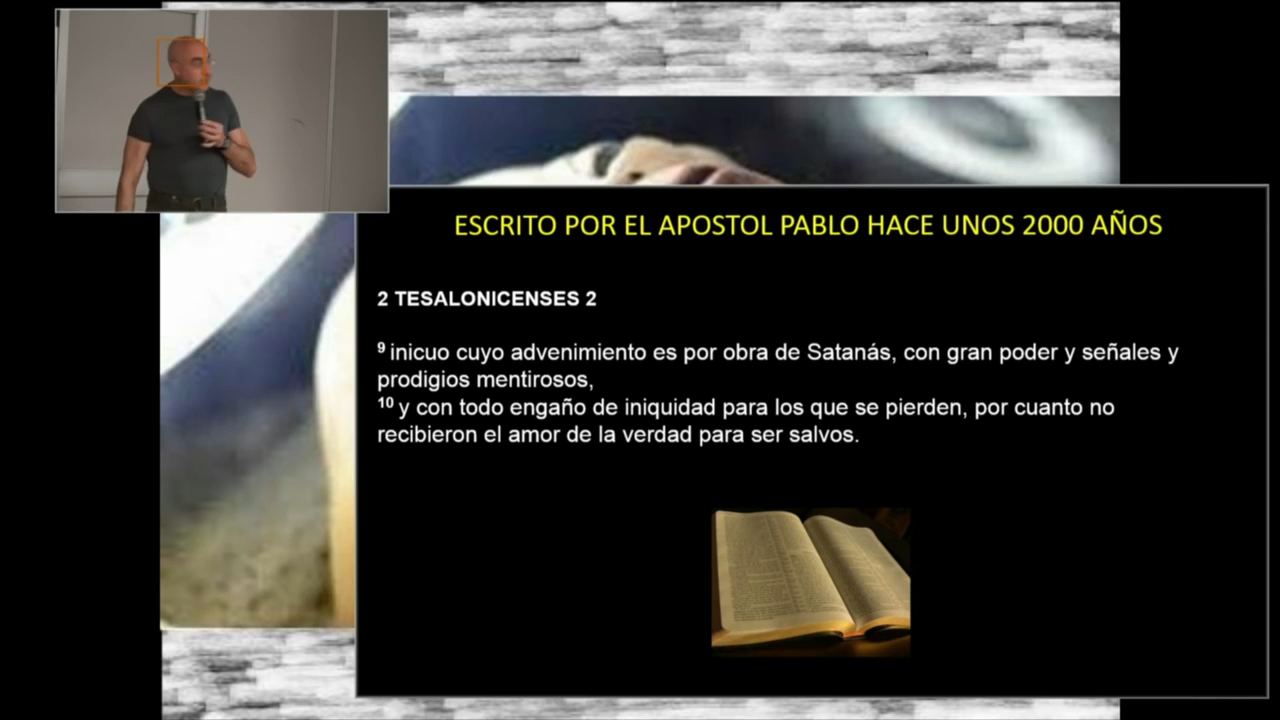 ESCRITO POR EL APOSTOL PABLO HACE UNOS 2000 AÑOS
2 TESALONICENSES 2
9 inicuo cuyo advenimiento es por obra de Satanás, con gran poder y señales y
prodigios mentirosos,
10 y con todo engaño de iniquidad para los que se pierden, por cuanto no
recibieron el amor de la verdad para ser salvos.